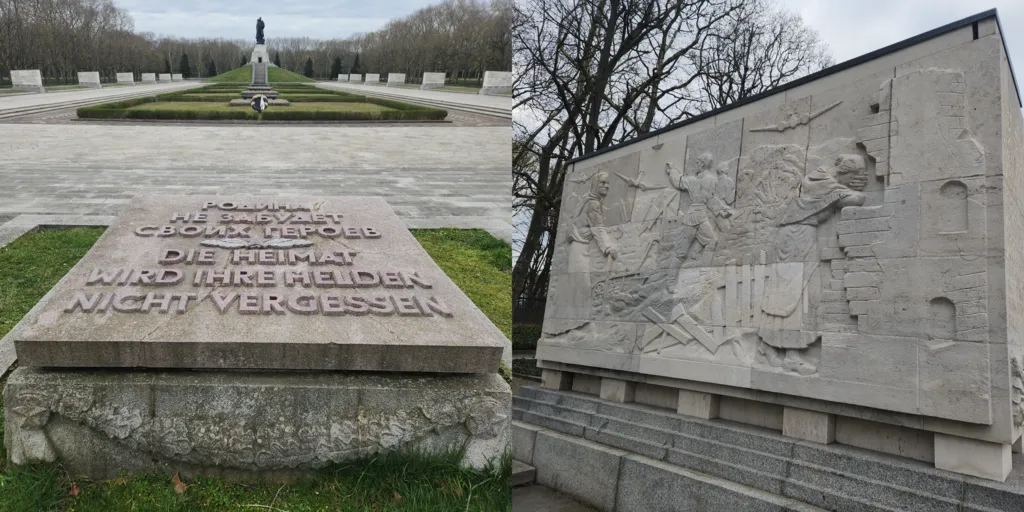 РОДИНА
НЕ ЗАБУДЕТ
СВОИХ ГЕРОЕВ
DIE HEIMAT
WIRD IHRE HELDEN
NICHT VERGESSEN